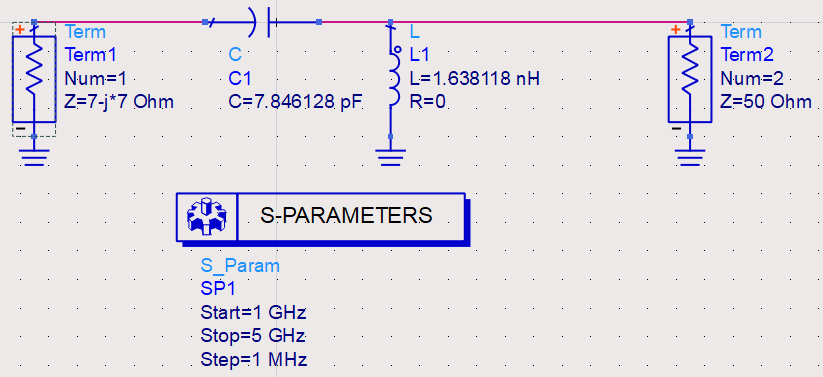 Term
Term1
Num=1
Z=7-j*7 Ohm
C
C1
C=7.846128 pF
L
L1
L=1.638118 nH
R=0
Term
Term2
Num=2
Z=50 Ohm
S-PARAMETERS
S_Param
SP1
Start=1 GHz
Stop=5 GHz
Step=1 MHz